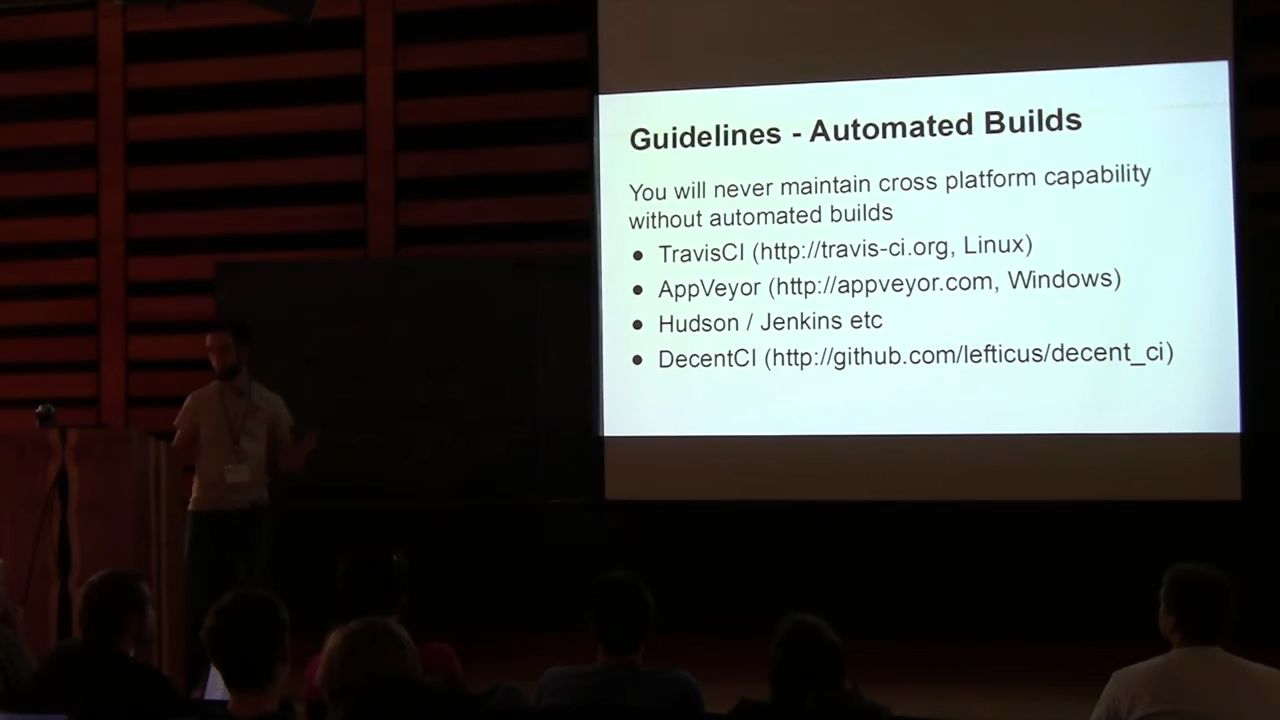 Guidelines - Automated Builds
You will never maintain cross platform capability
without automated builds
● TravisCI (http://travis-ci.org, Linux)
● AppVeyor (http://appveyor.com, Windows)
● Hudson / Jenkins etc
● DecentCI (http://github.com/lefticus/decent_ci)